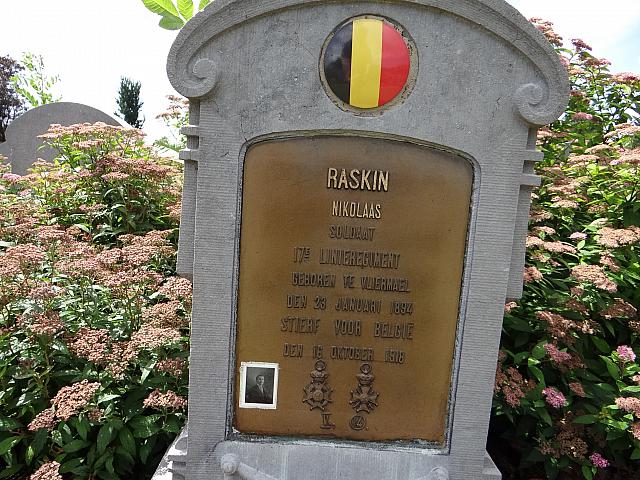 RASKIN
NIKOLAAS
SOLDAAT
17E LINIEREGIMENT
GEBOREN TE VLIERMAEL
DEN 23 JANUARI 1894
STIERF VOOR BELGIË
DEN 16 OKTOBER 1918